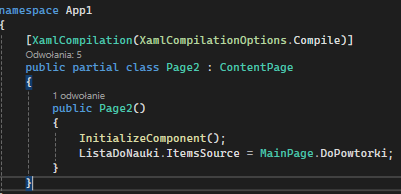 namespace App1
{
[XamlCompilation(XamlCompilationOptions.Compile)]
Odwołania: 5
public partial class Page2 : ContentPage
{
1 odwołanie
public Page2()
{
InitializeComponent();
ListaDoNauki.ItemsSource = MainPage.DoPowtorki;
}
}